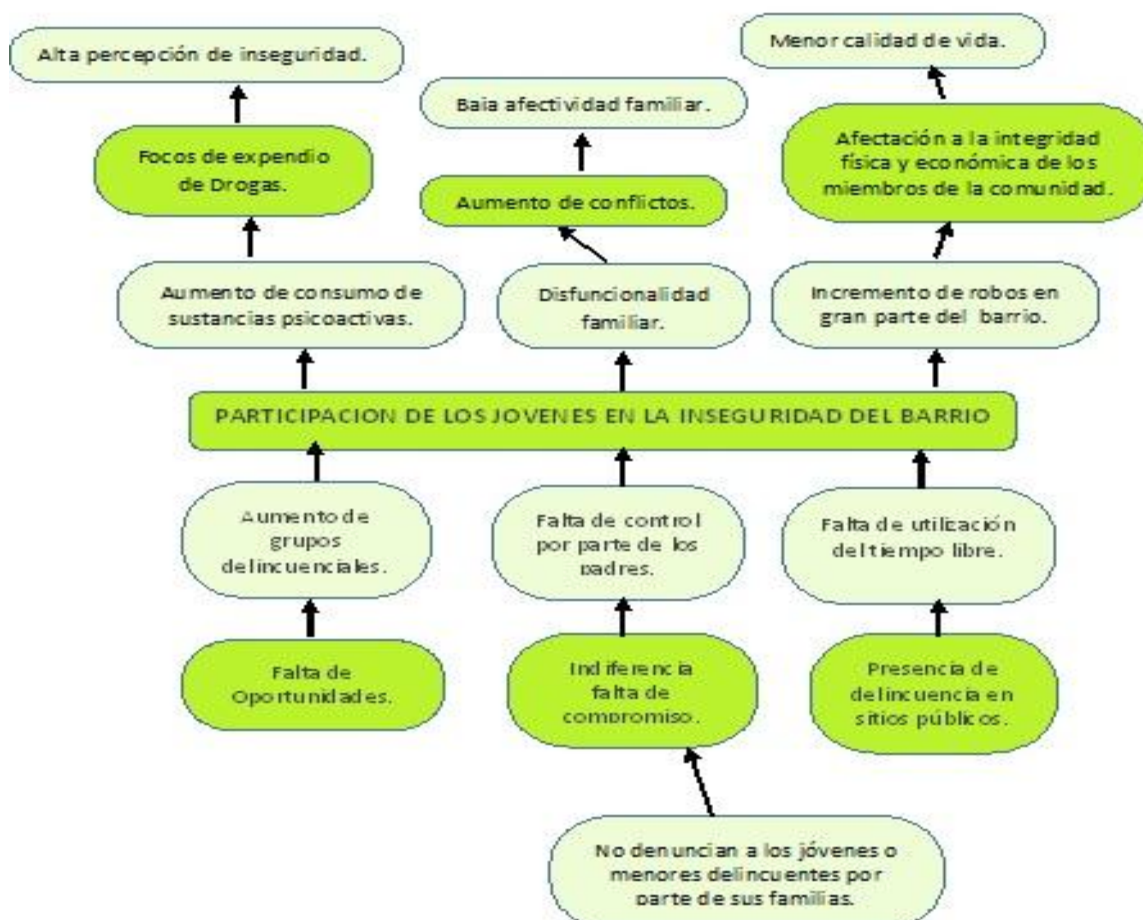 Alta percepción de inseguridad.
Menor calidad de vida.
Baia afectividad familiar.
Focos de expendio
de Drogas.
Afectación a la integridad
física y económica de los
miembros de la comunidad.
Aumento de conflictos.
Aumento de consumo de
sustancias psicoactivas.
Disfuncionalidad
familiar.
Incremento de robos en
gran parte del barrio.
PARTICIPACION DE LOS JOVENES EN LA INSEGURIDAD DEL BARRIO
Aumento de
grupos
delincuenciales.
Falta de control
por parte de los
padres.
Falta de utilización
del tiempo libre.
Falta de
Oportunidades.
Indiferencia
falta de
compromiso.
Presencia de
delincuencia en
sitios públicos.
No denuncian a los jóvenes o
menores delincuentes por
parte de sus familias.